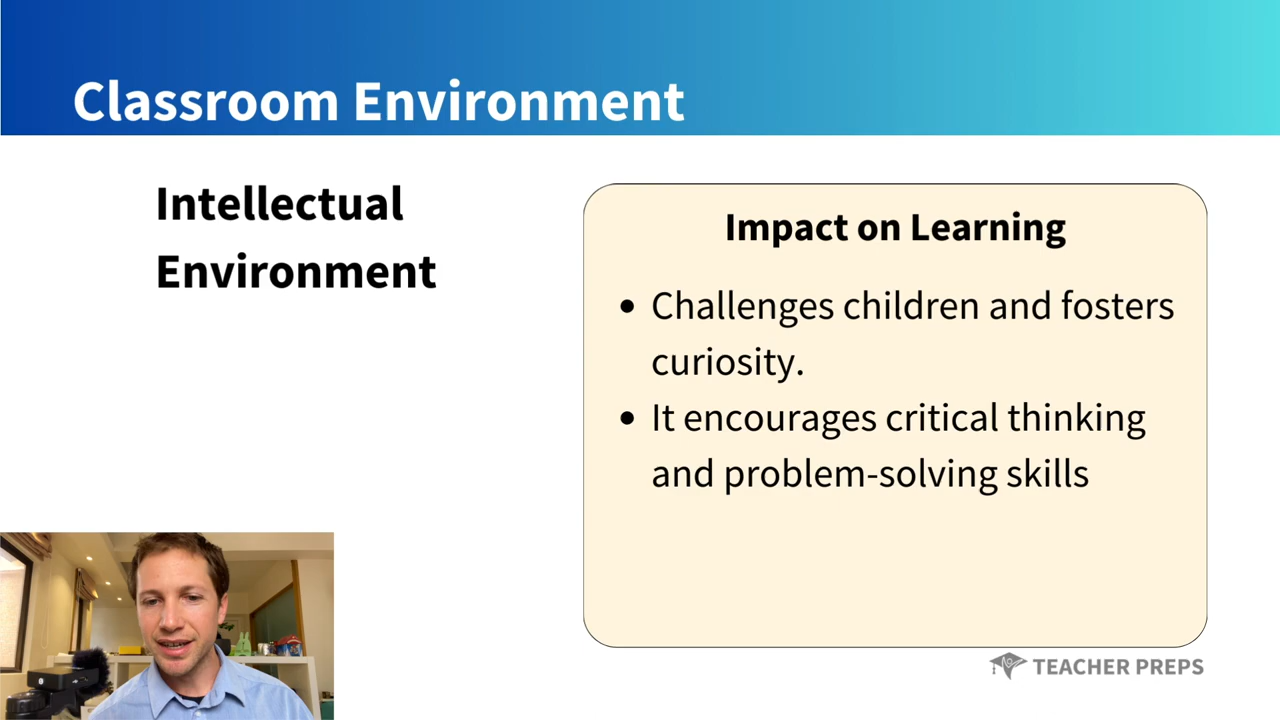 Classroom Environment
Intellectual
Environment
Impact on Learning
• Challenges children and fosters
curiosity.
• It encourages critical thinking
and problem-solving skills
TEACHER PREPS